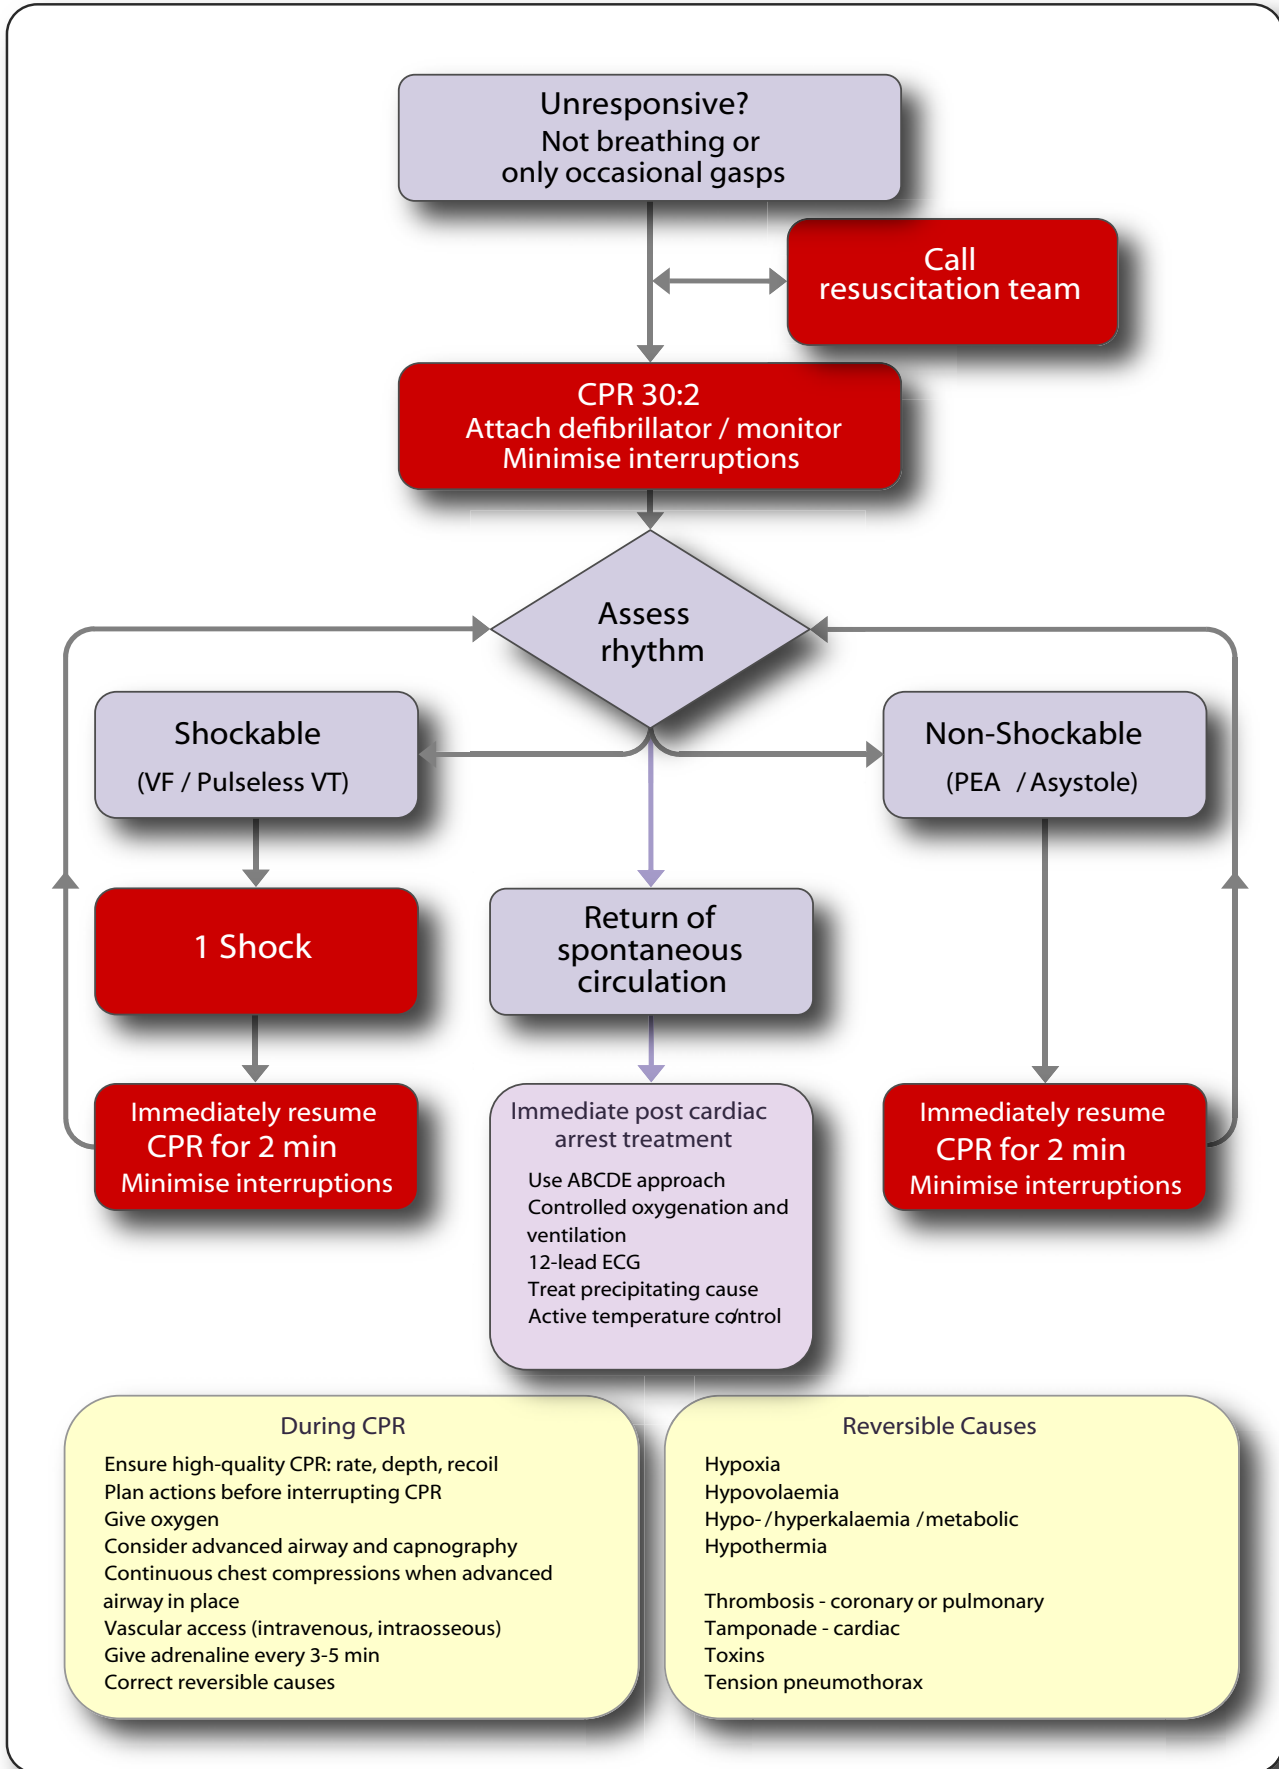 Unresponsive?
Not breathing or
only occasional gasps
Call
resuscitation team
CPR 30:2
Attach defibrillator / monitor
Minimise interruptions
Assess
rhythm
Shockable
(VF / Pulseless VT)
Non-Shockable
(PEA / Asystole)
1 Shock
Return of
spontaneous
circulation
Immediately resume
CPR for 2 min
Minimise interruptions
Immediate post cardiac
arrest treatment
Use ABCDE approach
Controlled oxygenation and
ventilation
12-lead ECG
Treat precipitating cause
Active temperature control
Immediately resume
CPR for 2 min
Minimise interruptions
During CPR
Ensure high-quality CPR: rate, depth, recoil
Plan actions before interrupting CPR
Give oxygen
Consider advanced airway and capnography
Continuous chest compressions when advanced
airway in place
Vascular access (intravenous, intraosseous)
Give adrenaline every 3-5 min
Correct reversible causes
Reversible Causes
Hypoxia
Hypovolaemia
Hypo- /hyperkalaemia /metabolic
Hypothermia
Thrombosis - coronary or pulmonary
Tamponade - cardiac
Toxins
Tension pneumothorax